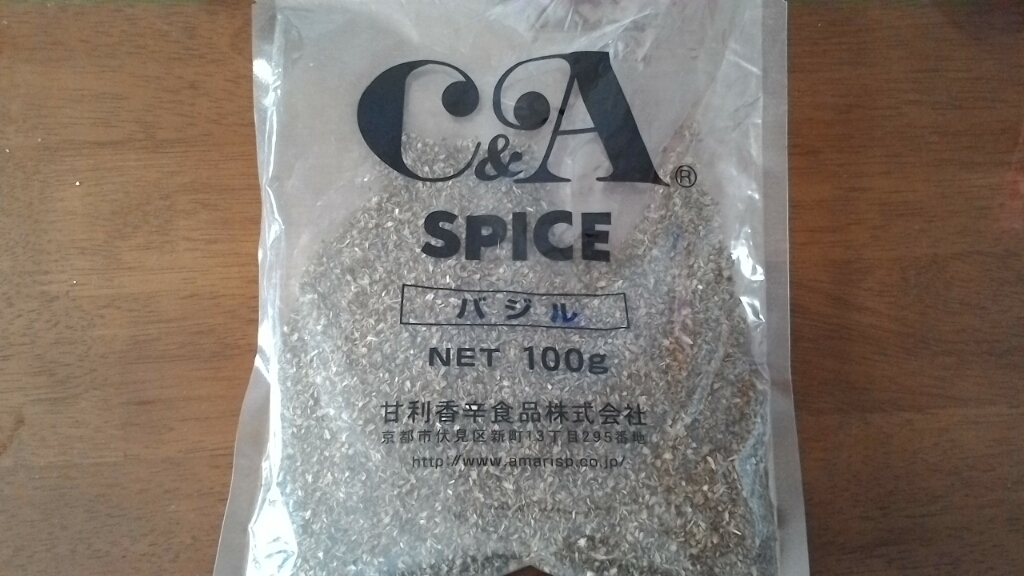 C&A®
SPICE
バジル
NET 100g
甘利香辛食品株式会社
京都市伏見区新町13丁目295番地
http://www.amarisp.co.jp/